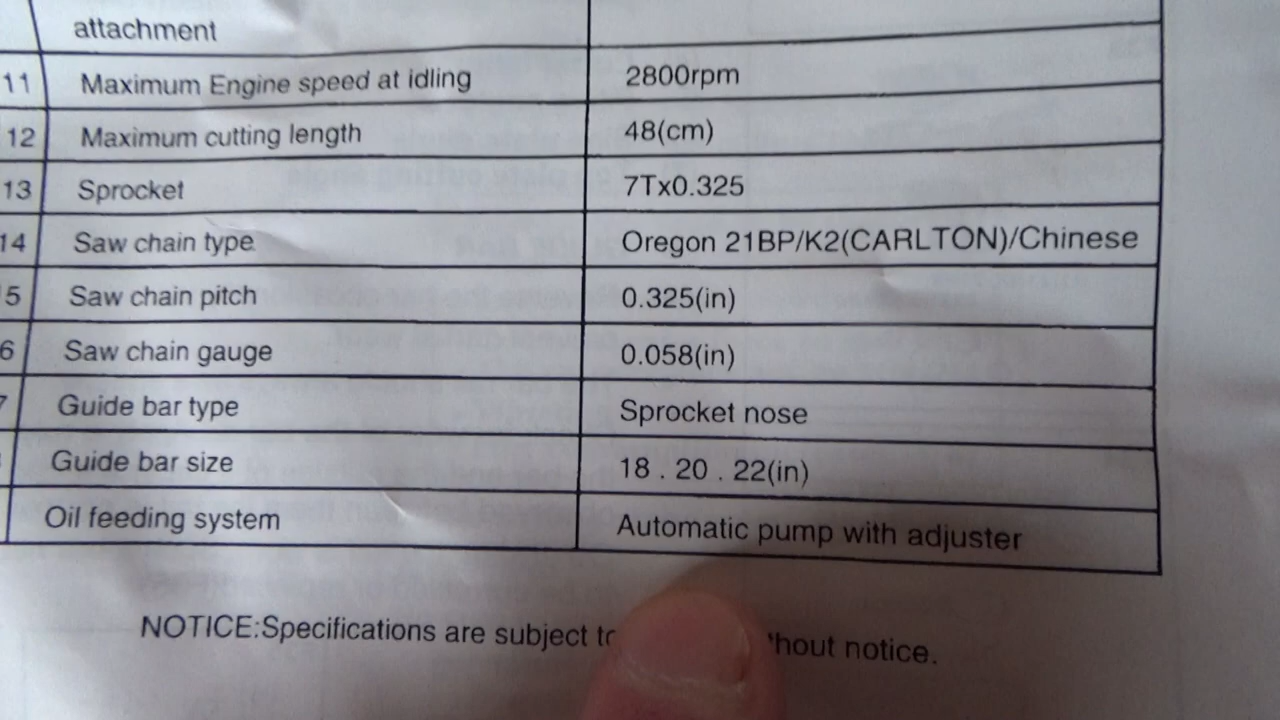 attachment
11 Maximum Engine speed at idling 2800rpm
12 Maximum cutting length 48(cm)
13 Sprocket 7Tx0.325
14 Saw chain type Oregon 21BP/K2(CARLTON)/Chinese
5 Saw chain pitch 0.325(in)
6 Saw chain gauge 0.058(in)
7 Guide bar type Sprocket nose
Guide bar size 18 . 20 . 22(in)
Oil feeding system Automatic pump with adjuster
NOTICE:Specifications are subject to notice.